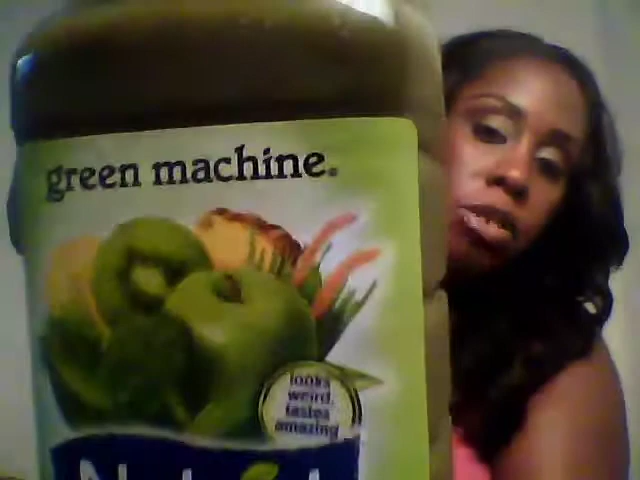 green machine.
looks
weird,
tastes
amazing